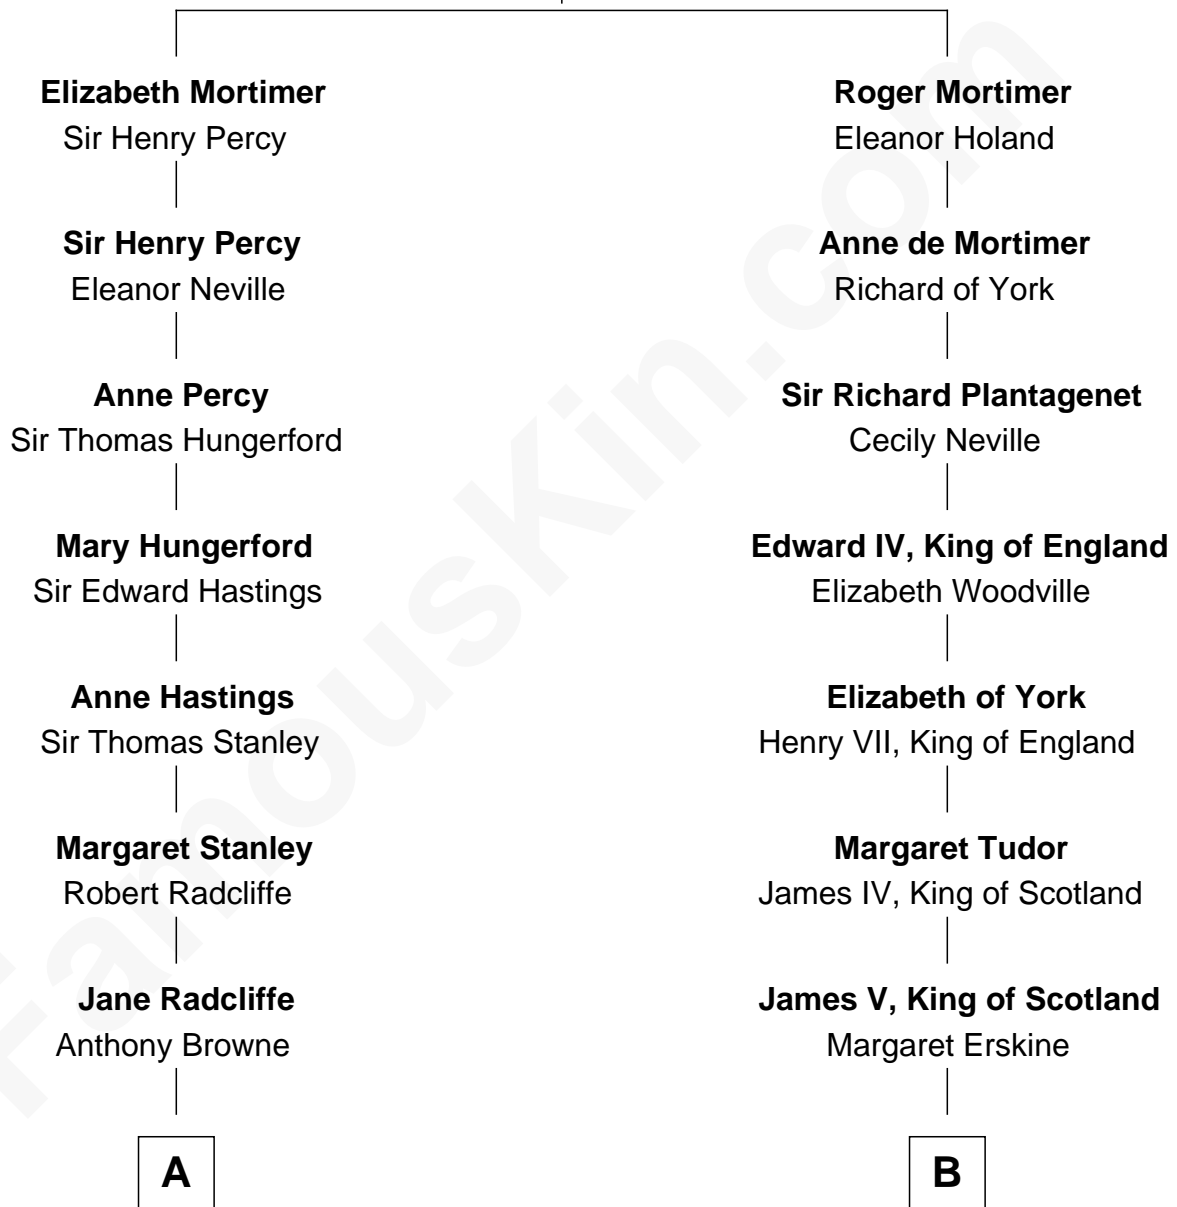 Elizabeth Mortimer
Sir Henry Percy
Sir Henry Percy
Eleanor Neville
Anne Percy
Sir Thomas Hungerford
Mary Hungerford
Sir Edward Hastings
Anne Hastings
Sir Thomas Stanley
Margaret Stanley
Robert Radcliffe
Jane Radcliffe
Anthony Browne
A
Roger Mortimer
Eleanor Holand
Anne de Mortimer
Richard of York
Sir Richard Plantagenet
Cecily Neville
Edward IV, King of England
Elizabeth Woodville
Elizabeth of York
Henry VII, King of England
Margaret Tudor
James IV, King of Scotland
James V, King of Scotland
Margaret Erskine
B
FamousKin.com